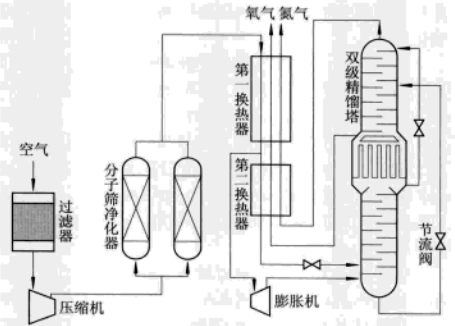 氧气 氮气
双级精馏塔
第一换热器
空气
分子筛净化器
第二换热器
过滤器
节流阀
压缩机
膨胀机